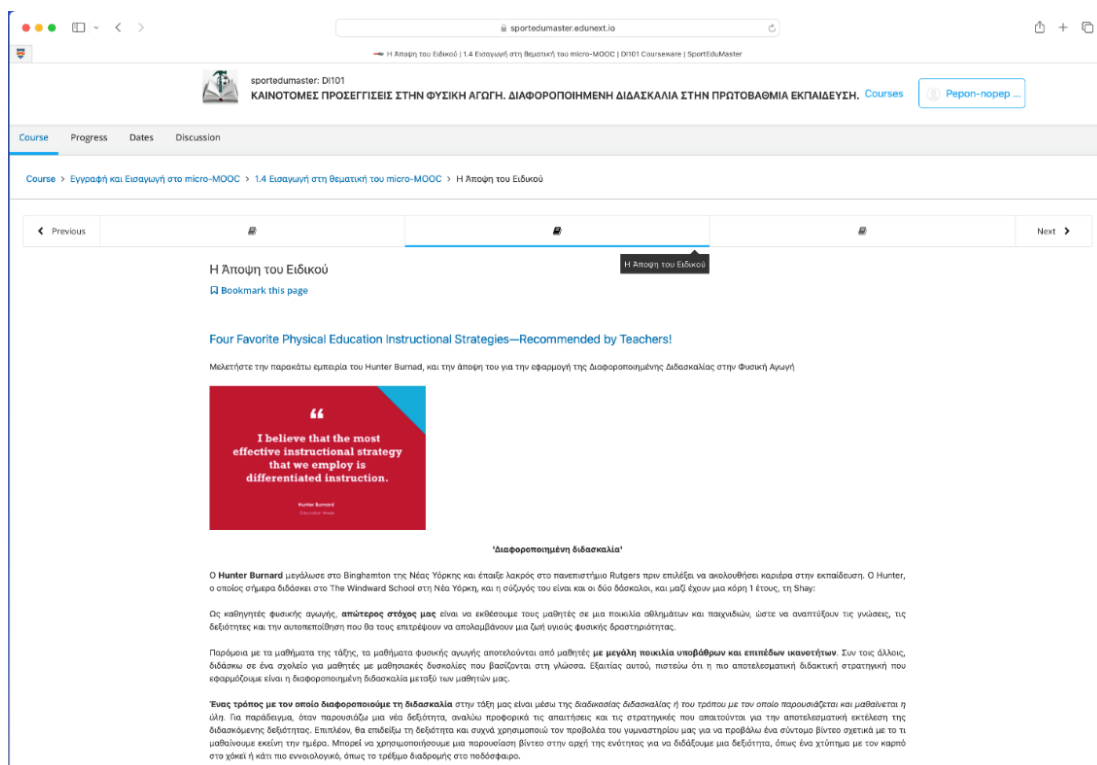 sportedumaster.edunext.io
Η Άποψη του Ειδικού | 1.4 Εισαγωγή στη θεματική του micro-MOOC | DI101 Courseware | SportEduMaster
sportedumaster: DI101
ΚΑΙΝΟΤΟΜΕΣ ΠΡΟΣΕΓΓΙΣΕΙΣ ΣΤΗΝ ΦΥΣΙΚΗ ΑΓΩΓΗ. ΔΙΑΦΟΡΟΠΟΙΗΜΕΝΗ ΔΙΔΑΣΚΑΛΙΑ ΣΤΗΝ ΠΡΩΤΟΒΑΘΜΙΑ ΕΚΠΑΙΔΕΥΣΗ. Courses Pepon-popep ...
Course Progress Dates Discussion
Course > Εγγραφή και Εισαγωγή στο micro-MOOC > 1.4 Εισαγωγή στη θεματική του micro-MOOC > Η Άποψη του Ειδικού
Previous Next
Η Άποψη του Ειδικού
Η Άποψη του Ειδικού
Bookmark this page
Four Favorite Physical Education Instructional Strategies—Recommended by Teachers!
Μελετήστε την παρακάτω εμπειρία του Hunter Burnad, και την άποψη του για την εφαρμογή της Διαφοροποιημένης Διδασκαλίας στην Φυσική Αγωγή
“
I believe that the most
effective instructional strategy
that we employ is
differentiated instruction.
Hunter Burnard
Education Week
'Διαφοροποιημένη διδασκαλία'
Ο Hunter Burnard μεγάλωσε στο Binghamton της Νέας Υόρκης και έπαιξε λακρός στο πανεπιστήμιο Rutgers πριν επιλέξει να ακολουθήσει καριέρα στην εκπαίδευση. Ο Hunter,
ο οποίος σήμερα διδάσκει στο The Windward School στη Νέα Υόρκη, και η σύζυγός του είναι και οι δύο δάσκαλοι, και μαζί έχουν μια κόρη 1 έτους, τη Shay:
Ως καθηγητές φυσικής αγωγής, απώτερος στόχος μας είναι να εκθέσουμε τους μαθητές σε μια ποικιλία αθλημάτων και παιχνιδιών, ώστε να αναπτύξουν τις γνώσεις, τις
δεξιότητες και την αυτοπεποίθηση που θα τους επιτρέψουν να απολαμβάνουν μια ζωή υγιούς φυσικής δραστηριότητας.
Παρόμοια με τα μαθήματα της τάξης, τα μαθήματα φυσικής αγωγής αποτελούνται από μαθητές με μεγάλη ποικιλία υποβάθρων και επιπέδων ικανοτήτων. Συν τοις άλλοις,
διδάσκω σε ένα σχολείο για μαθητές με μαθησιακές δυσκολίες που βασίζονται στη γλώσσα. Εξαιτίας αυτού, πιστεύω ότι η πιο αποτελεσματική διδακτική στρατηγική που
εφαρμόζουμε είναι η διαφοροποιημένη διδασκαλία μεταξύ των μαθητών μας.
Ένας τρόπος με τον οποίο διαφοροποιούμε τη διδασκαλία στην τάξη μας είναι μέσω της διαδικασίας διδασκαλίας ή του τρόπου με τον οποίο παρουσιάζεται και μαθαίνεται η
ύλη. Για παράδειγμα, όταν παρουσιάζω μια νέα δεξιότητα, αναλύω προφορικά τις απαιτήσεις και τις στρατηγικές που απαιτούνται για την αποτελεσματική εκτέλεση της
διδασκόμενης δεξιότητας. Επιπλέον, θα επιδείξω τη δεξιότητα και συχνά χρησιμοποιώ τον προβολέα του γυμναστηρίου μας για να προβάλω ένα σύντομο βίντεο σχετικά με το τι
μαθαίνουμε εκείνη την ημέρα. Μπορεί να χρησιμοποιήσουμε μια παρουσίαση βίντεο στην αρχή της ενότητας για να διδάξουμε μια δεξιότητα, όπως ένα χτύπημα με τον καρπό
στο χόκεϊ ή κάτι πιο εννοιολογικό, όπως το τρέξιμο διαδρομής στο ποδόσφαιρο.